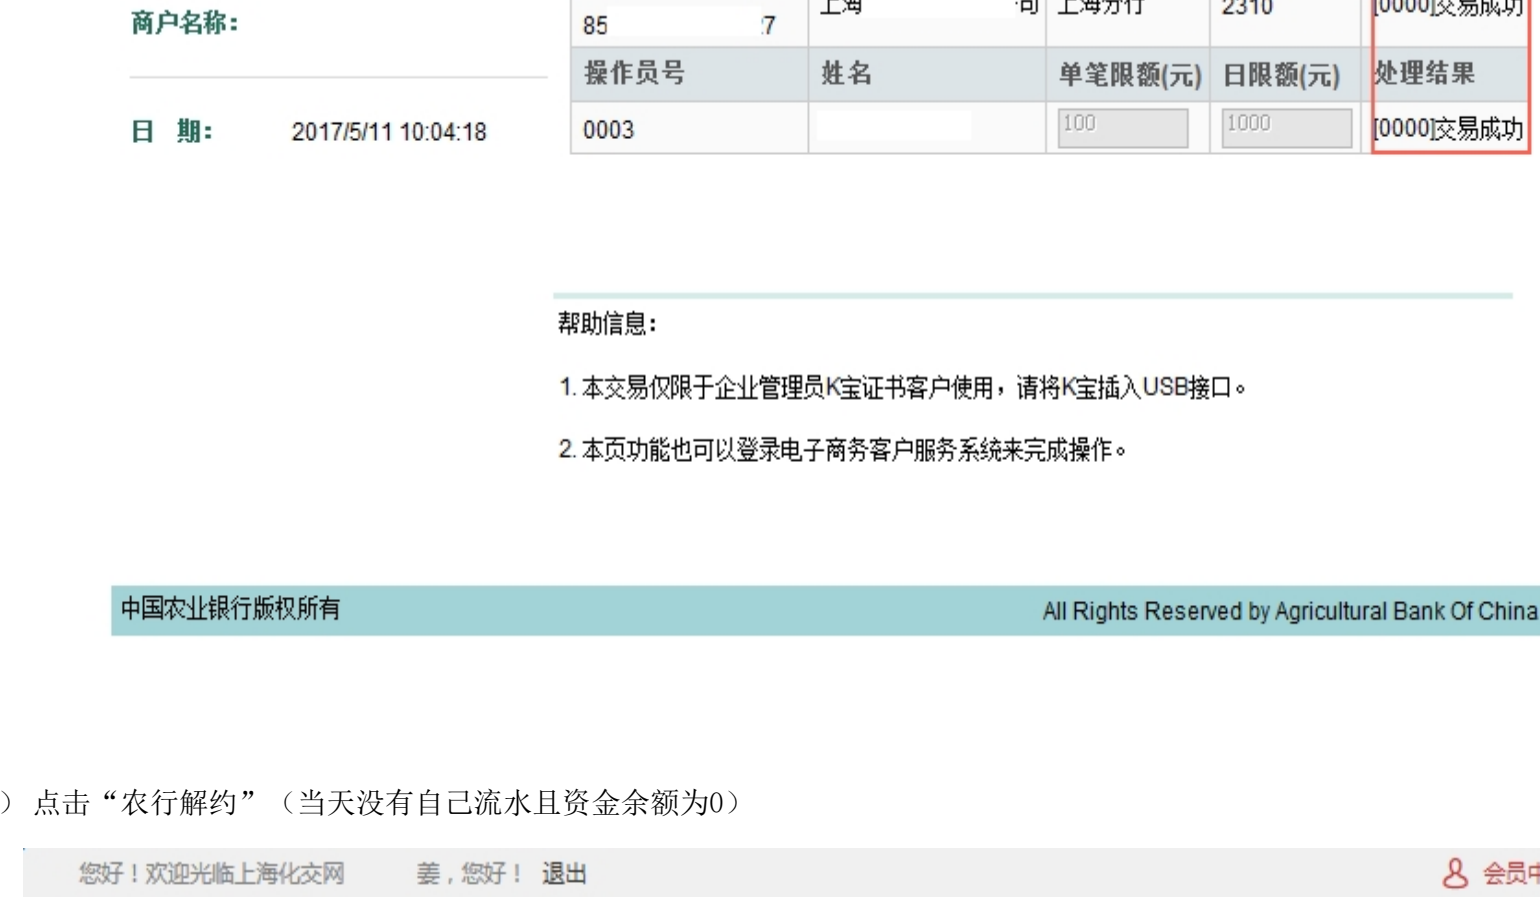 商户名称：
85 27 上海 司 上海分行 2310 [0000]交易成功
操作员号 姓名 单笔限额(元) 日限额(元) 处理结果
日 期： 2017/5/11 10:04:18 0003 100 1000 [0000]交易成功
帮助信息：
1. 本交易仅限于企业管理员K宝证书客户使用，请将K宝插入USB接口。
2. 本页功能也可以登录电子商务客户服务系统来完成操作。
中国农业银行版权所有 All Rights Reserved by Agricultural Bank Of China
） 点击“农行解约”（当天没有自己流水且资金余额为0）
您好！欢迎光临上海化交网 姜，您好！ 退出 会员中